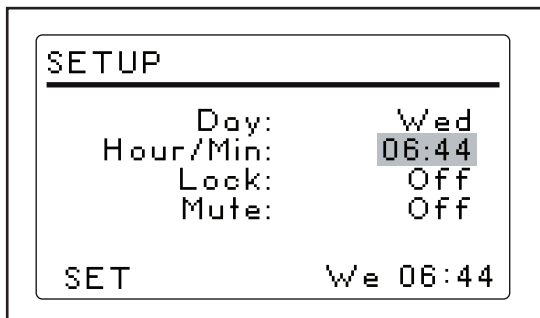 SETUP
Day: Wed
Hour/Min: 06:44
Lock: Off
Mute: Off
SET We 06:44